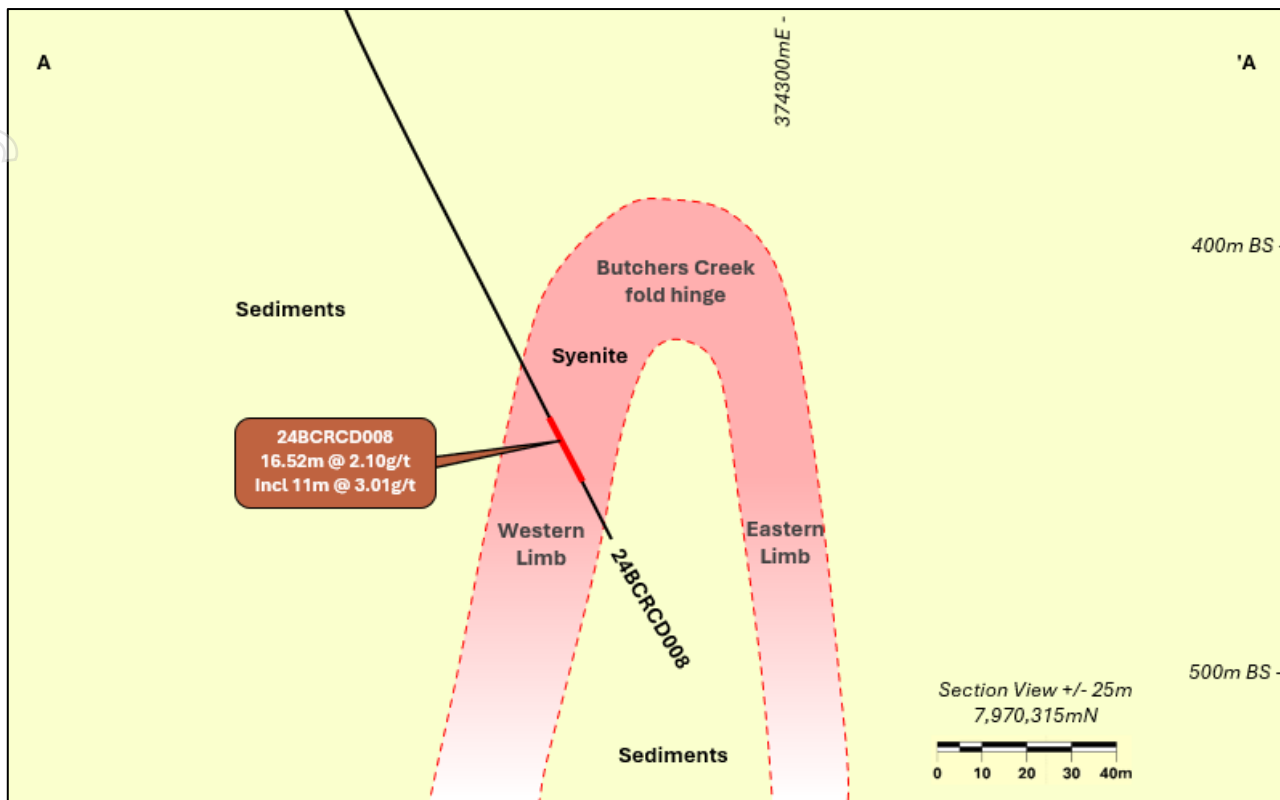 A
374300mE -
'A
400m BS -
Butchers Creek
fold hinge
Sediments
Syenite
24BCRCD008
16.52m @ 2.10g/t
Incl 11m @ 3.01g/t
Western
Limb
Eastern
Limb
24BCRCD008
500m BS -
Section View +/- 25m
7,970,315mN
Sediments
0 10 20 30 40m